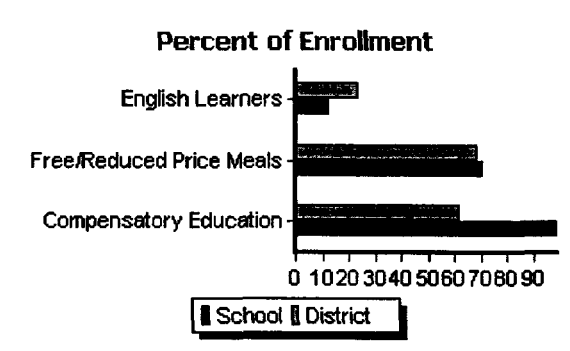 Percent of Enrollment
English Learners
Free/Reduced Price Meals
Compensatory Education
0 10 20 30 40 50 60 70 80 90
School District